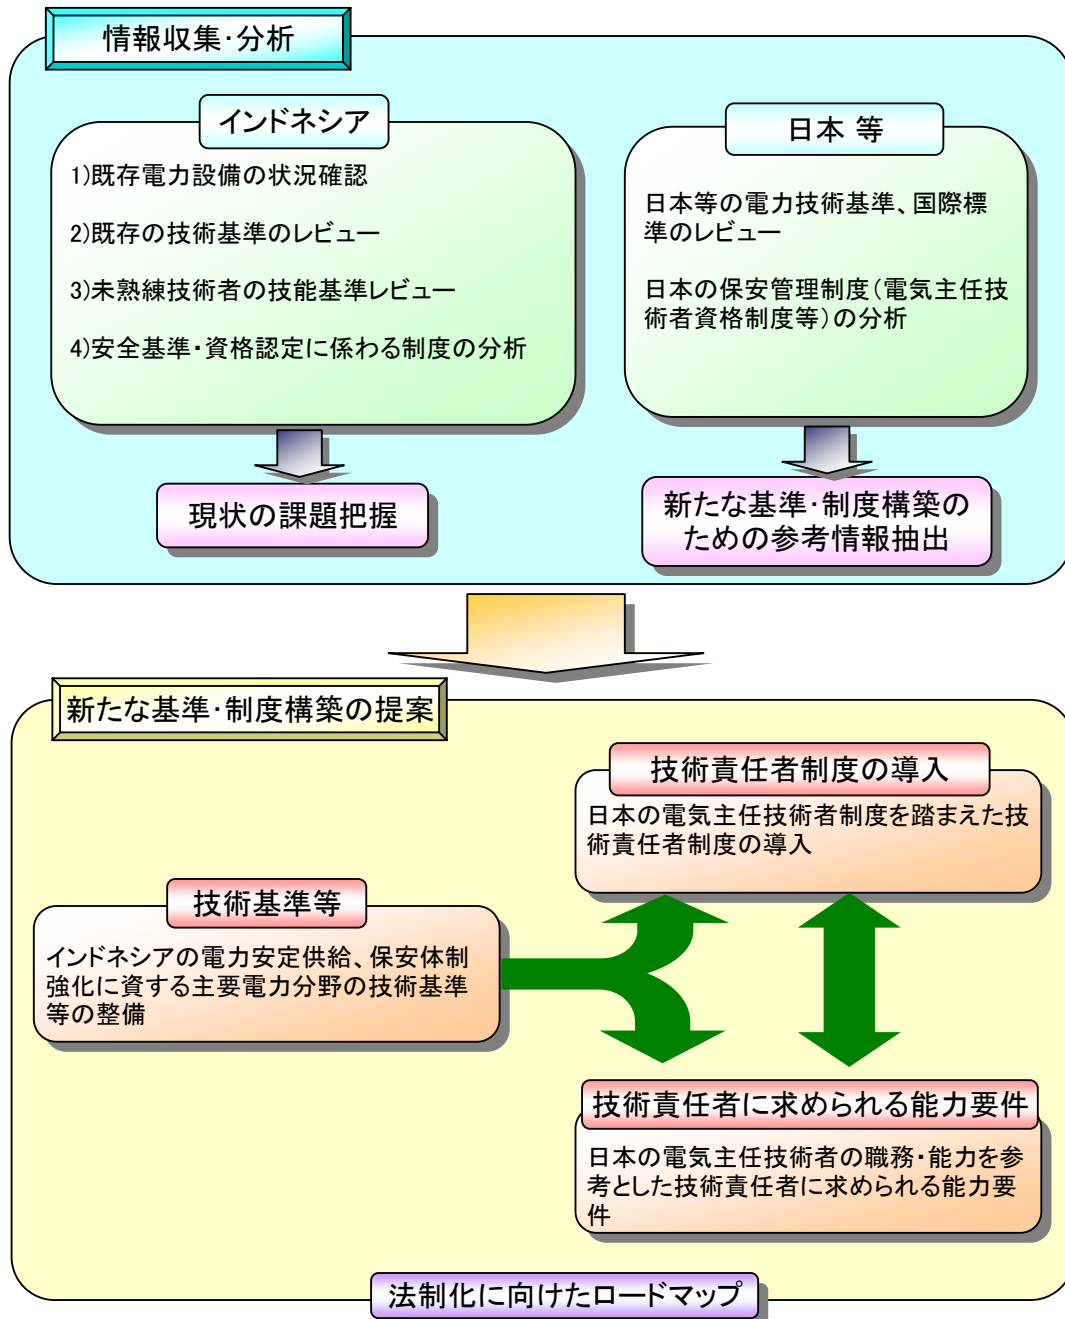 情報収集・分析
インドネシア
1)既存電力設備の状況確認
2)既存の技術基準のレビュー
3)未熟練技術者の技能基準レビュー
4)安全基準・資格認定に係わる制度の分析
現状の課題把握
日本 等
日本等の電力技術基準、国際標
準のレビュー
日本の保安管理制度（電気主任技
術者資格制度等）の分析
新たな基準・制度構築の
ための参考情報抽出
新たな基準・制度構築の提案
技術責任者制度の導入
日本の電気主任技術者制度を踏まえた技
術責任者制度の導入
技術基準等
インドネシアの電力安定供給、保安体制
強化に資する主要電力分野の技術基準
等の整備
技術責任者に求められる能力要件
日本の電気主任技術者の職務・能力を参
考とした技術責任者に求められる能力要
件
法制化に向けたロードマップ